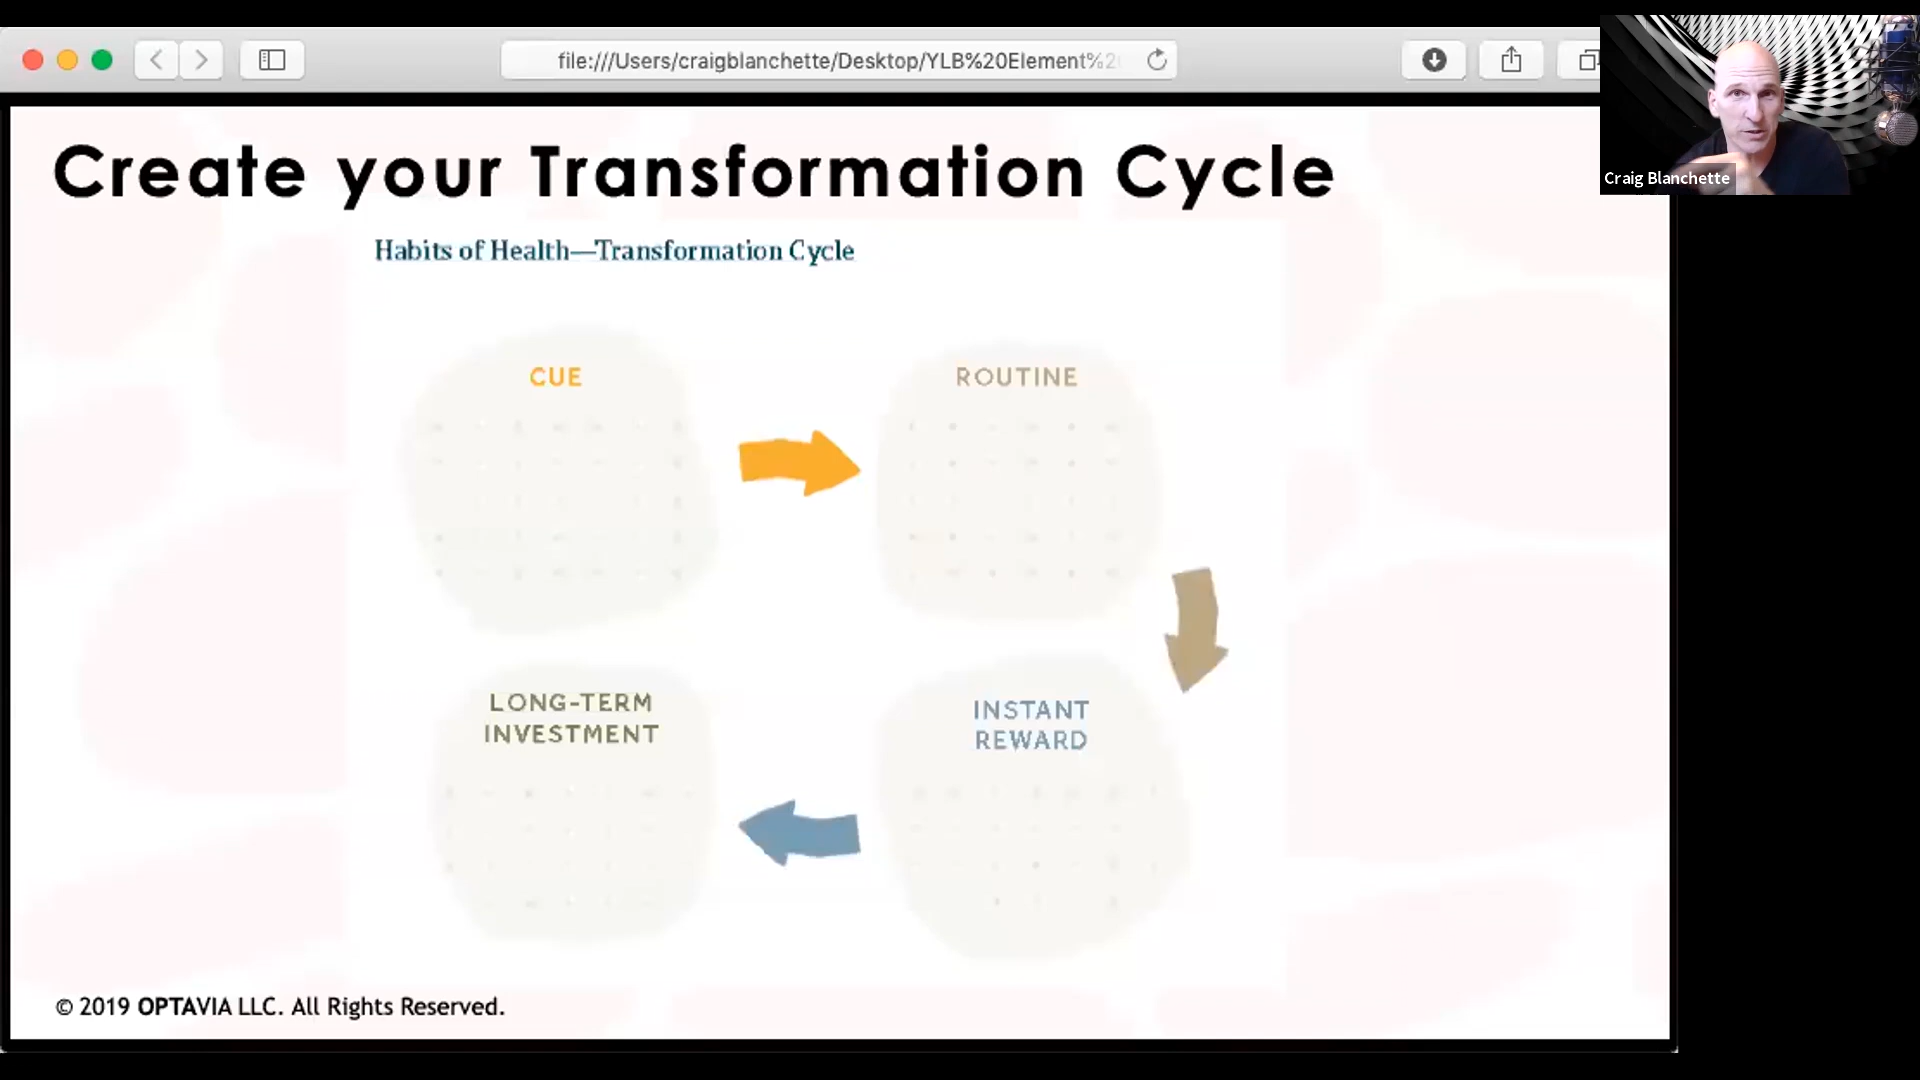 file:///Users/craigblanchette/Desktop/YLB%20Element%2
Craig Blanchette
Create your Transformation Cycle
Habits of Health—Transformation Cycle
CUE
ROUTINE
LONG-TERM
INVESTMENT
INSTANT
REWARD
© 2019 OPTAVIA LLC. All Rights Reserved.